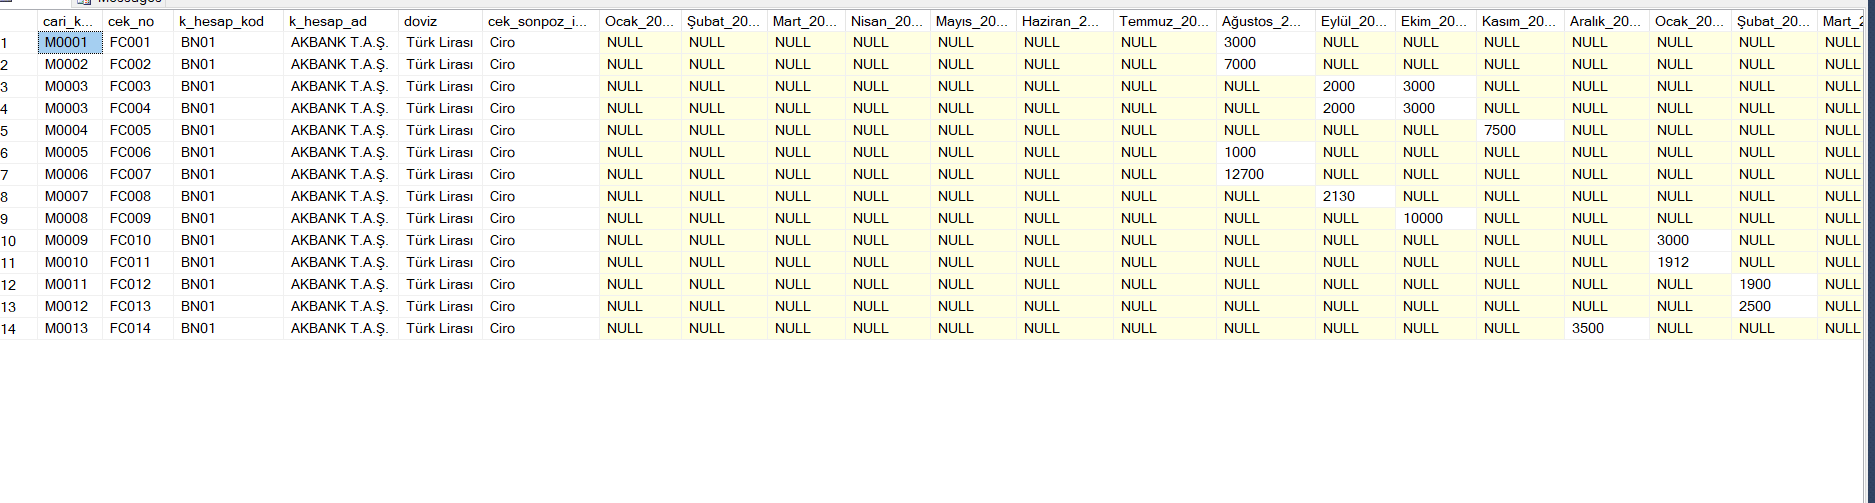 Messages
cari_k... cek_no k_hesap_kod k_hesap_ad doviz cek_sonpoz_i... Ocak_20... Şubat_20... Mart_20... Nisan_20... Mayıs_20... Haziran_2... Temmuz_20... Ağustos_2... Eylül_20... Ekim_20... Kasım_20... Aralık_20... Ocak_20... Şubat_20... Mart_20
1 M0001 FC001 BN01 AKBANK T.A.Ş. Türk Lirası Ciro NULL NULL NULL NULL NULL NULL NULL 3000 NULL NULL NULL NULL NULL NULL NULL
2 M0002 FC002 BN01 AKBANK T.A.Ş. Türk Lirası Ciro NULL NULL NULL NULL NULL NULL NULL 7000 NULL NULL NULL NULL NULL NULL NULL
3 M0003 FC003 BN01 AKBANK T.A.Ş. Türk Lirası Ciro NULL NULL NULL NULL NULL NULL NULL NULL 2000 3000 NULL NULL NULL NULL NULL
4 M0003 FC004 BN01 AKBANK T.A.Ş. Türk Lirası Ciro NULL NULL NULL NULL NULL NULL NULL NULL 2000 3000 NULL NULL NULL NULL NULL
5 M0004 FC005 BN01 AKBANK T.A.Ş. Türk Lirası Ciro NULL NULL NULL NULL NULL NULL NULL NULL NULL NULL 7500 NULL NULL NULL NULL
6 M0005 FC006 BN01 AKBANK T.A.Ş. Türk Lirası Ciro NULL NULL NULL NULL NULL NULL NULL 1000 NULL NULL NULL NULL NULL NULL NULL
7 M0006 FC007 BN01 AKBANK T.A.Ş. Türk Lirası Ciro NULL NULL NULL NULL NULL NULL NULL 12700 NULL NULL NULL NULL NULL NULL NULL
8 M0007 FC008 BN01 AKBANK T.A.Ş. Türk Lirası Ciro NULL NULL NULL NULL NULL NULL NULL NULL 2130 NULL NULL NULL NULL NULL NULL
9 M0008 FC009 BN01 AKBANK T.A.Ş. Türk Lirası Ciro NULL NULL NULL NULL NULL NULL NULL NULL NULL 10000 NULL NULL NULL NULL NULL
10 M0009 FC010 BN01 AKBANK T.A.Ş. Türk Lirası Ciro NULL NULL NULL NULL NULL NULL NULL NULL NULL NULL NULL NULL 3000 NULL NULL
11 M0010 FC011 BN01 AKBANK T.A.Ş. Türk Lirası Ciro NULL NULL NULL NULL NULL NULL NULL NULL NULL NULL NULL NULL 1912 NULL NULL
12 M0011 FC012 BN01 AKBANK T.A.Ş. Türk Lirası Ciro NULL NULL NULL NULL NULL NULL NULL NULL NULL NULL NULL NULL NULL 1900 NULL
13 M0012 FC013 BN01 AKBANK T.A.Ş. Türk Lirası Ciro NULL NULL NULL NULL NULL NULL NULL NULL NULL NULL NULL NULL NULL 2500 NULL
14 M0013 FC014 BN01 AKBANK T.A.Ş. Türk Lirası Ciro NULL NULL NULL NULL NULL NULL NULL NULL NULL NULL NULL 3500 NULL NULL NULL